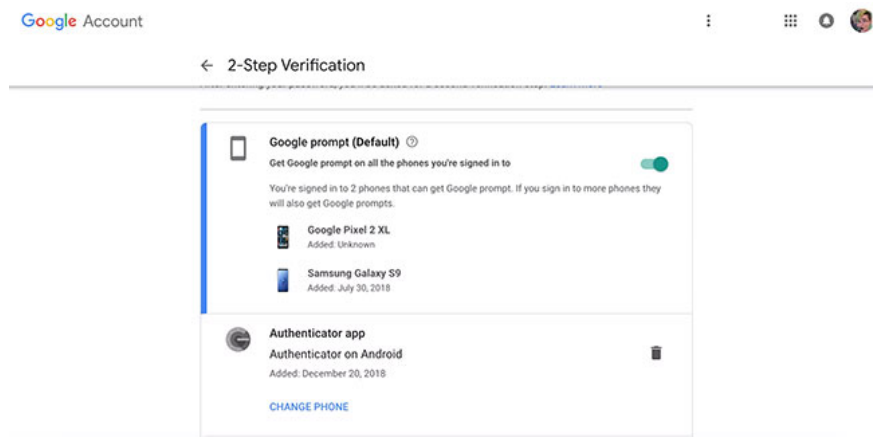 Google Account
2-Step Verification
Google prompt (Default)
Get Google prompt on all the phones you're signed in to
You're signed in to 2 phones that can get Google prompt. If you sign in to more phones they
will also get Google prompts.
Google Pixel 2 XL
Added: Unknown
Samsung Galaxy S9
Added: July 30, 2018
Authenticator app
Authenticator on Android
Added: December 20, 2018
CHANGE PHONE